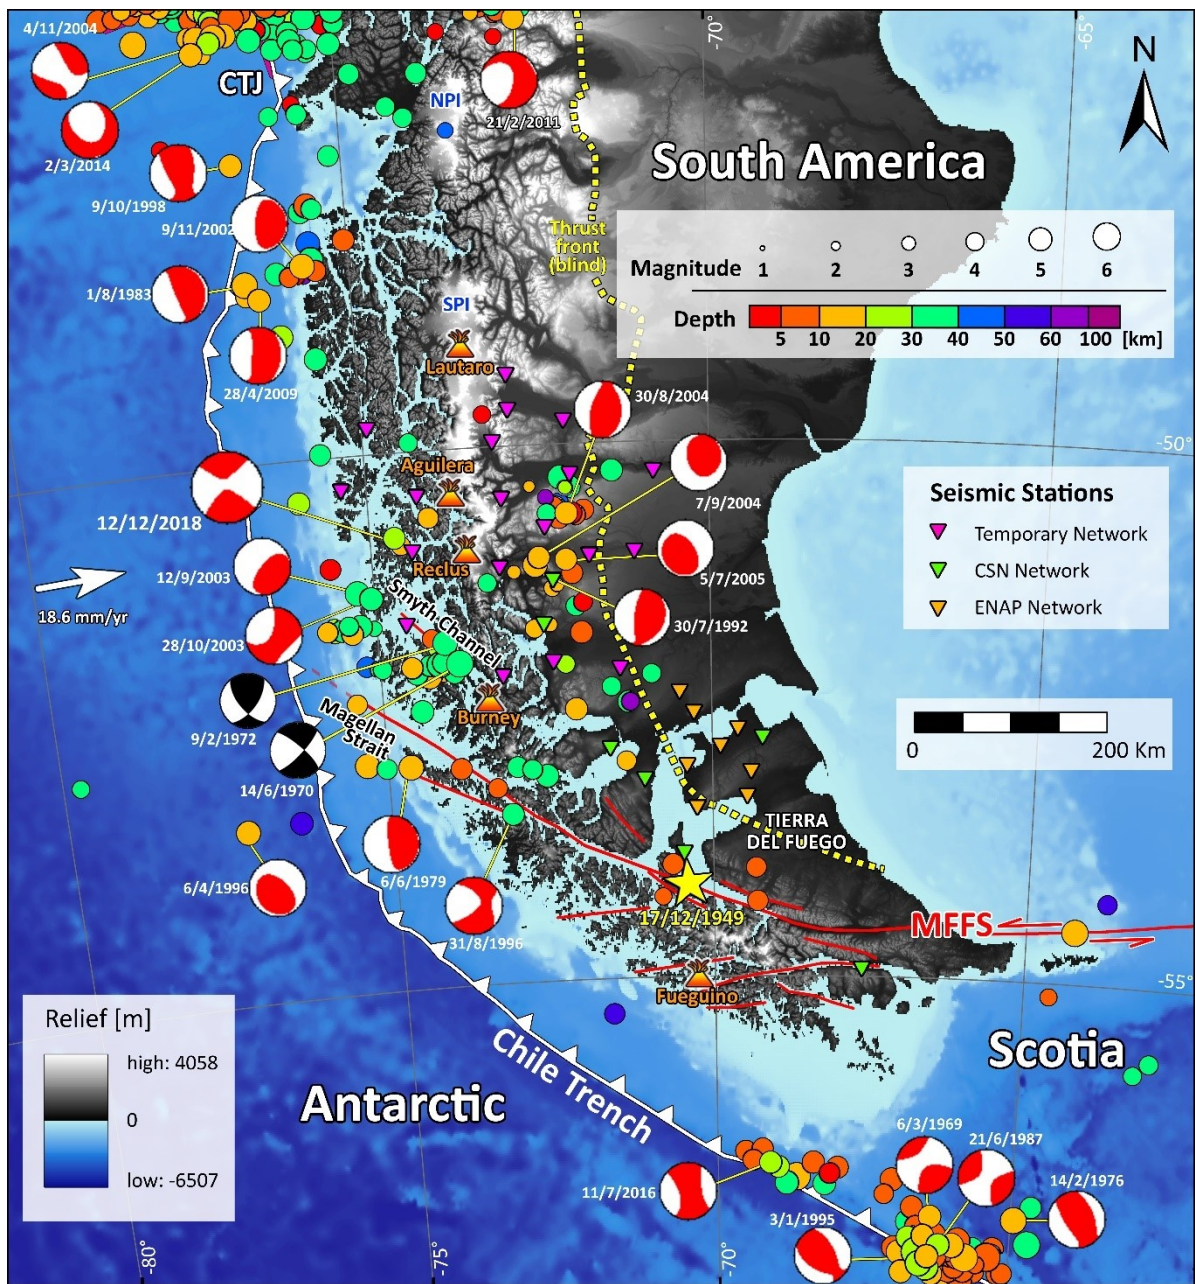 4/11/2004
-70°
-65°
N
CTJ
NPI
21/2/2011
2/3/2014
South America
9/10/1998
9/11/2002
Thrust
front
(blind)
Magnitude
1
2
3
4
5
6
Depth
5
10
20
30
40
50
60
100
[km]
1/8/1983
SPI
Lautaro
28/4/2009
30/8/2004
-50°
Aguilera
7/9/2004
12/12/2018
Seismic Stations
Temporary Network
CSN Network
ENAP Network
Reclus
5/7/2005
12/9/2003
18.6 mm/yr
Smyth Channel
30/7/1992
28/10/2003
Burney
9/2/1972
Magellan
Strait
14/6/1970
0
200 Km
TIERRA
DEL FUEGO
6/6/1979
6/4/1996
17/12/1949
31/8/1996
MFFS
-55°
Fueguino
Relief [m]
high: 4058
0
low: -6507
Chile Trench
Scotia
Antarctic
6/3/1969
21/6/1987
14/2/1976
11/7/2016
3/1/1995
-80°
-75°
-70°